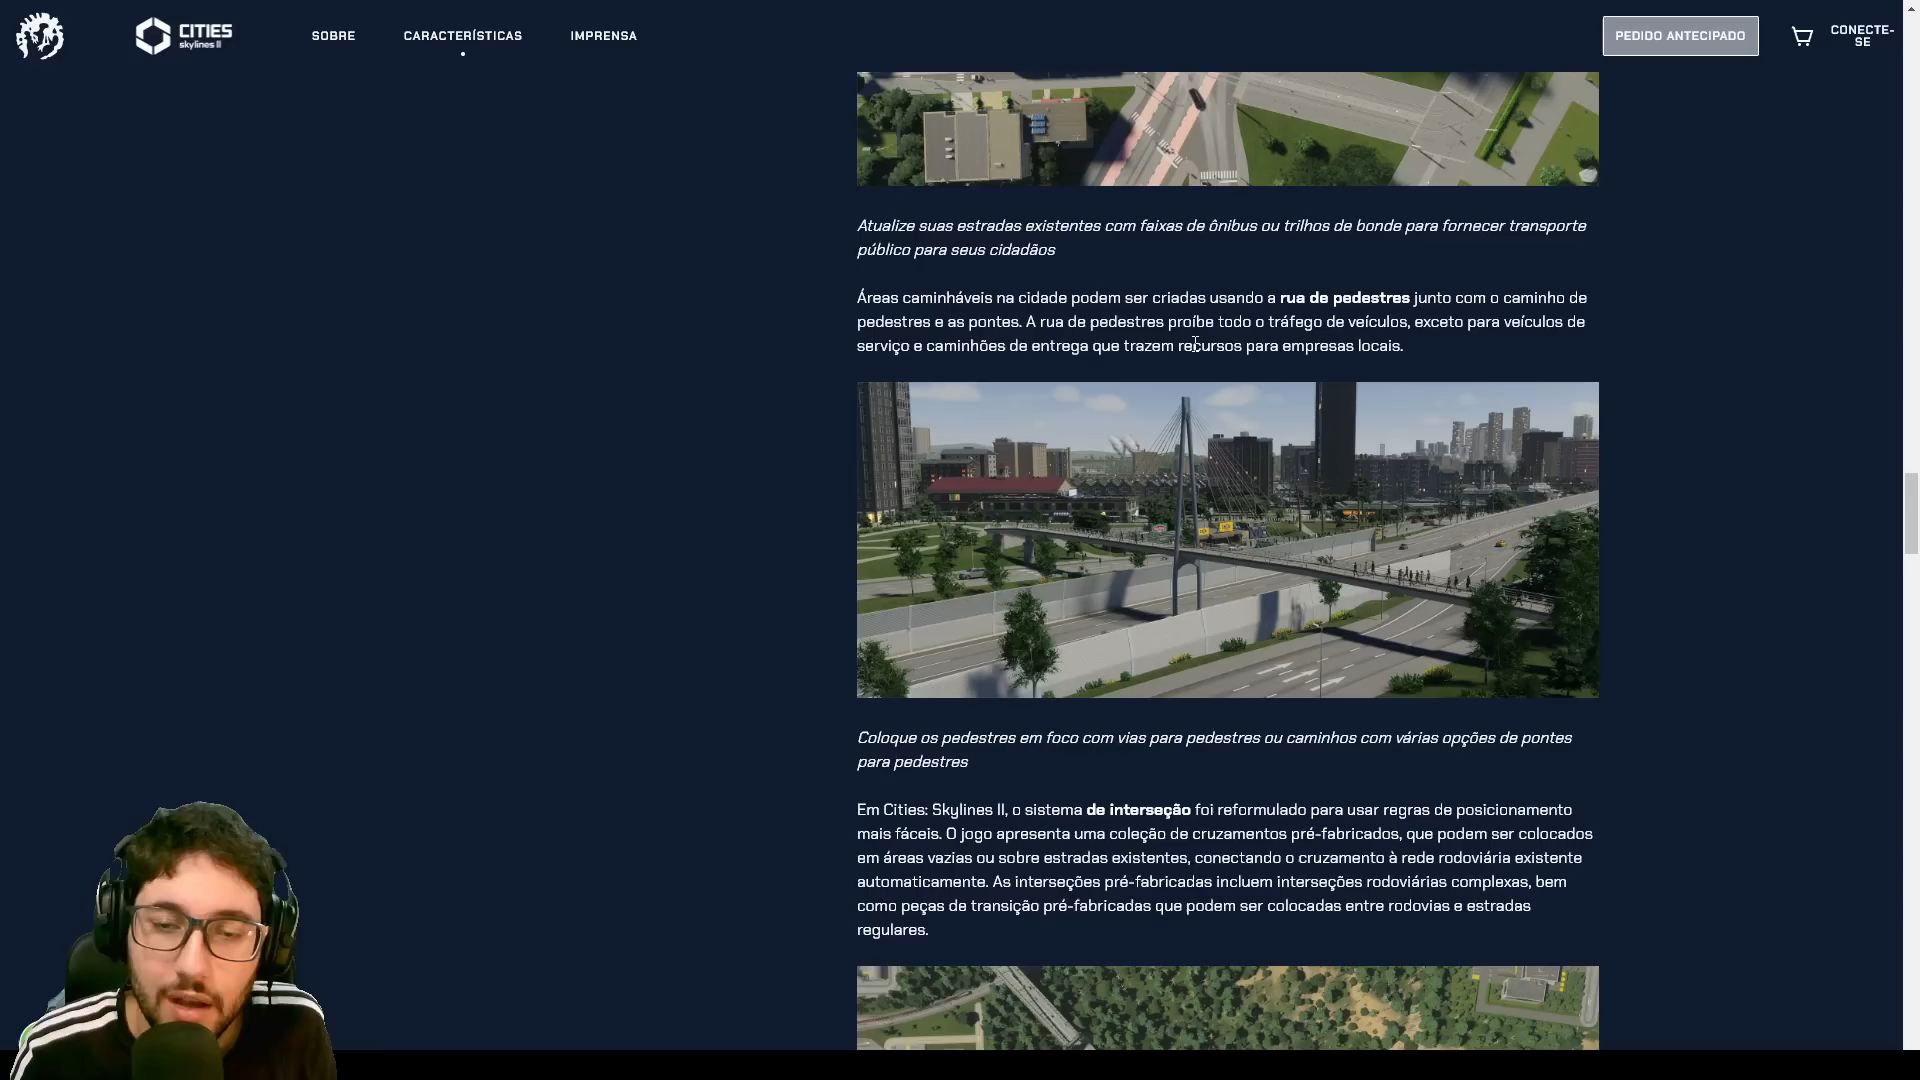 CITIES
skylines II
SOBRE
CARACTERÍSTICAS
IMPRENSA
PEDIDO ANTECIPADO
CONECTE-
SE
Atualize suas estradas existentes com faixas de ônibus ou trilhos de bonde para fornecer transporte
público para seus cidadãos
Áreas caminháveis na cidade podem ser criadas usando a rua de pedestres junto com o caminho de
pedestres e as pontes. A rua de pedestres proíbe todo o tráfego de veículos, exceto para veículos de
serviço e caminhões de entrega que trazem recursos para empresas locais.
Coloque os pedestres em foco com vias para pedestres ou caminhos com várias opções de pontes
para pedestres
Em Cities: Skylines II, o sistema de interseção foi reformulado para usar regras de posicionamento
mais fáceis. O jogo apresenta uma coleção de cruzamentos pré-fabricados, que podem ser colocados
em áreas vazias ou sobre estradas existentes, conectando o cruzamento à rede rodoviária existente
automaticamente. As interseções pré-fabricadas incluem interseções rodoviárias complexas, bem
como peças de transição pré-fabricadas que podem ser colocadas entre rodovias e estradas
regulares.